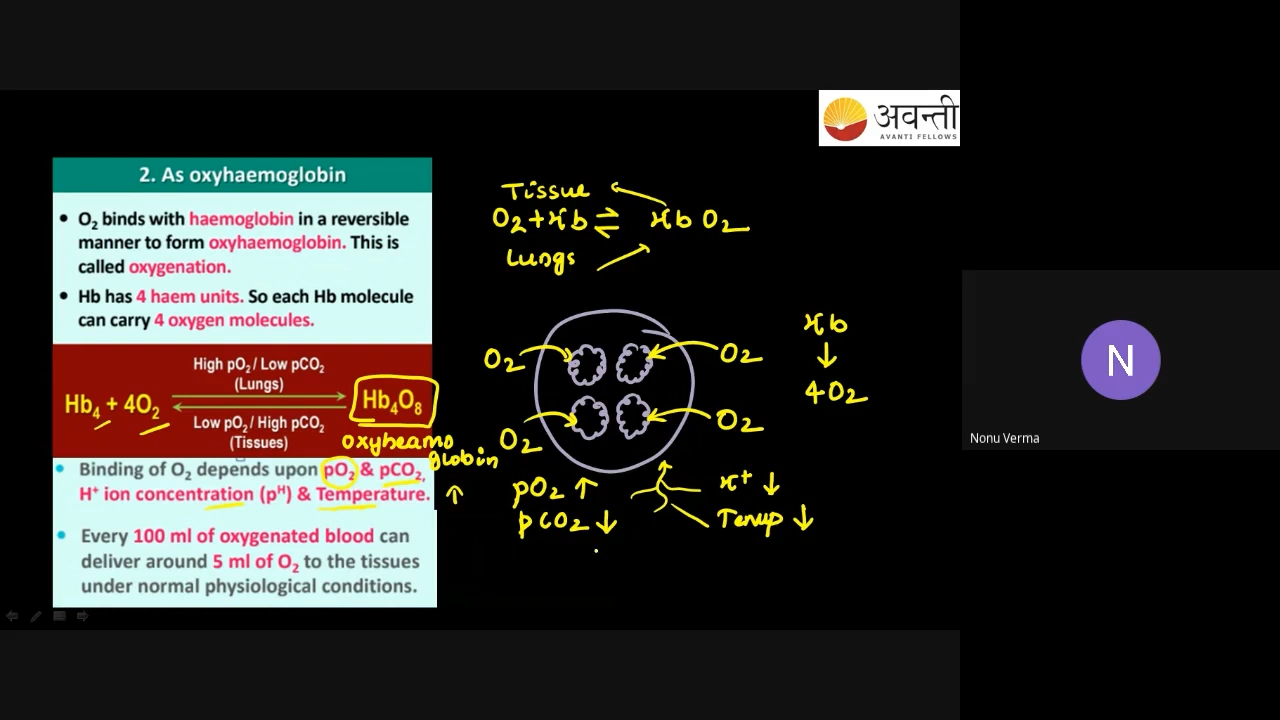 अवन्ती
AVANTI FELLOWS
2. As oxyhaemoglobin
• O₂ binds with haemoglobin in a reversible
manner to form oxyhaemoglobin. This is
called oxygenation.
• Hb has 4 haem units. So each Hb molecule
can carry 4 oxygen molecules.
High pO₂ / Low pCO₂
(Lungs)
Hb₄ + 4O₂
Hb₄O₈
Low pO₂ / High pCO₂
(Tissues)
oxyheamo
globin
• Binding of O₂ depends upon pO₂ & pCO₂,
H⁺ ion concentration (pᴴ) & Temperature. ↑
• Every 100 ml of oxygenated blood can
deliver around 5 ml of O₂ to the tissues
under normal physiological conditions.
Tissue
O₂ + Hb ⇌ HbO₂
Lungs
O₂
O₂
O₂
O₂
Hb
↓
4O₂
pO₂ ↑
pCO₂ ↓
H⁺ ↓
Temp ↓
N
Nonu Verma